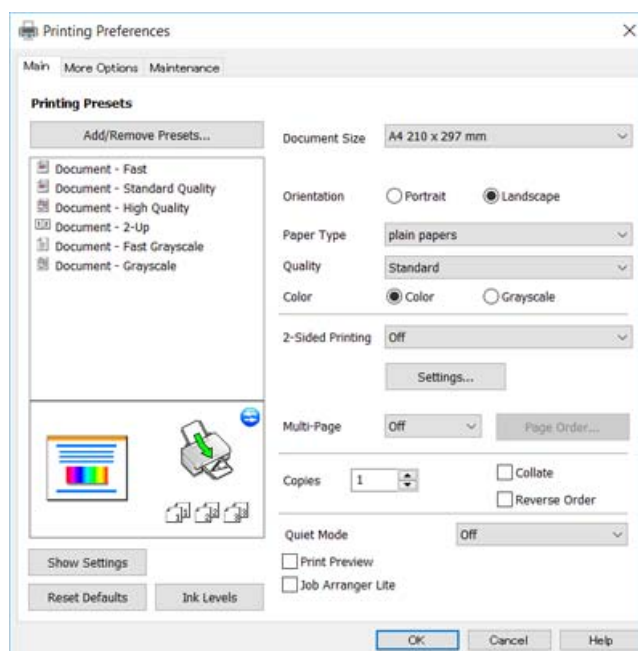 Printing Preferences
Main More Options Maintenance
Printing Presets
Add/Remove Presets...
Document - Fast
Document - Standard Quality
Document - High Quality
Document - 2-Up
Document - Fast Grayscale
Document - Grayscale
Show Settings
Reset Defaults Ink Levels
Document Size A4 210 x 297 mm
Orientation Portrait Landscape
Paper Type plain papers
Quality Standard
Color Color Grayscale
2-Sided Printing Off
Settings...
Multi-Page Off Page Order...
Copies 1 Collate
Reverse Order
Quiet Mode Off
Print Preview
Job Arranger Lite
OK Cancel Help